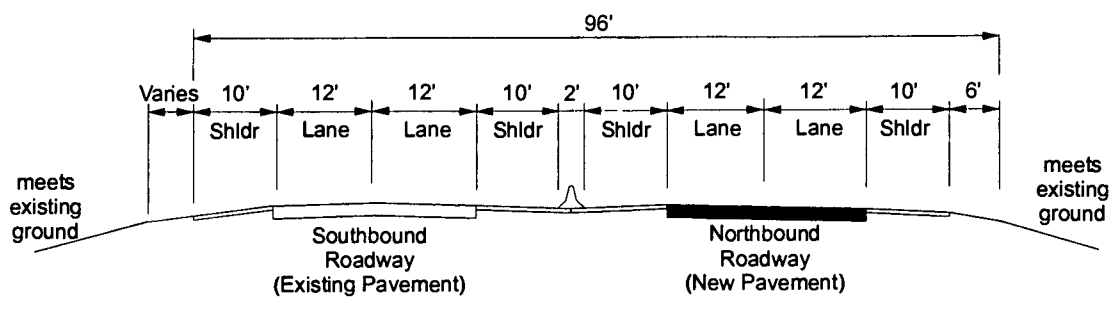 96'
Varies 10' 12' 12' 10' 2' 10' 12' 12' 10' 6'
Shldr Lane Lane Shldr Shldr Lane Lane Shldr
meets
existing
ground
meets
existing
ground
Southbound
Roadway
(Existing Pavement)
Northbound
Roadway
(New Pavement)